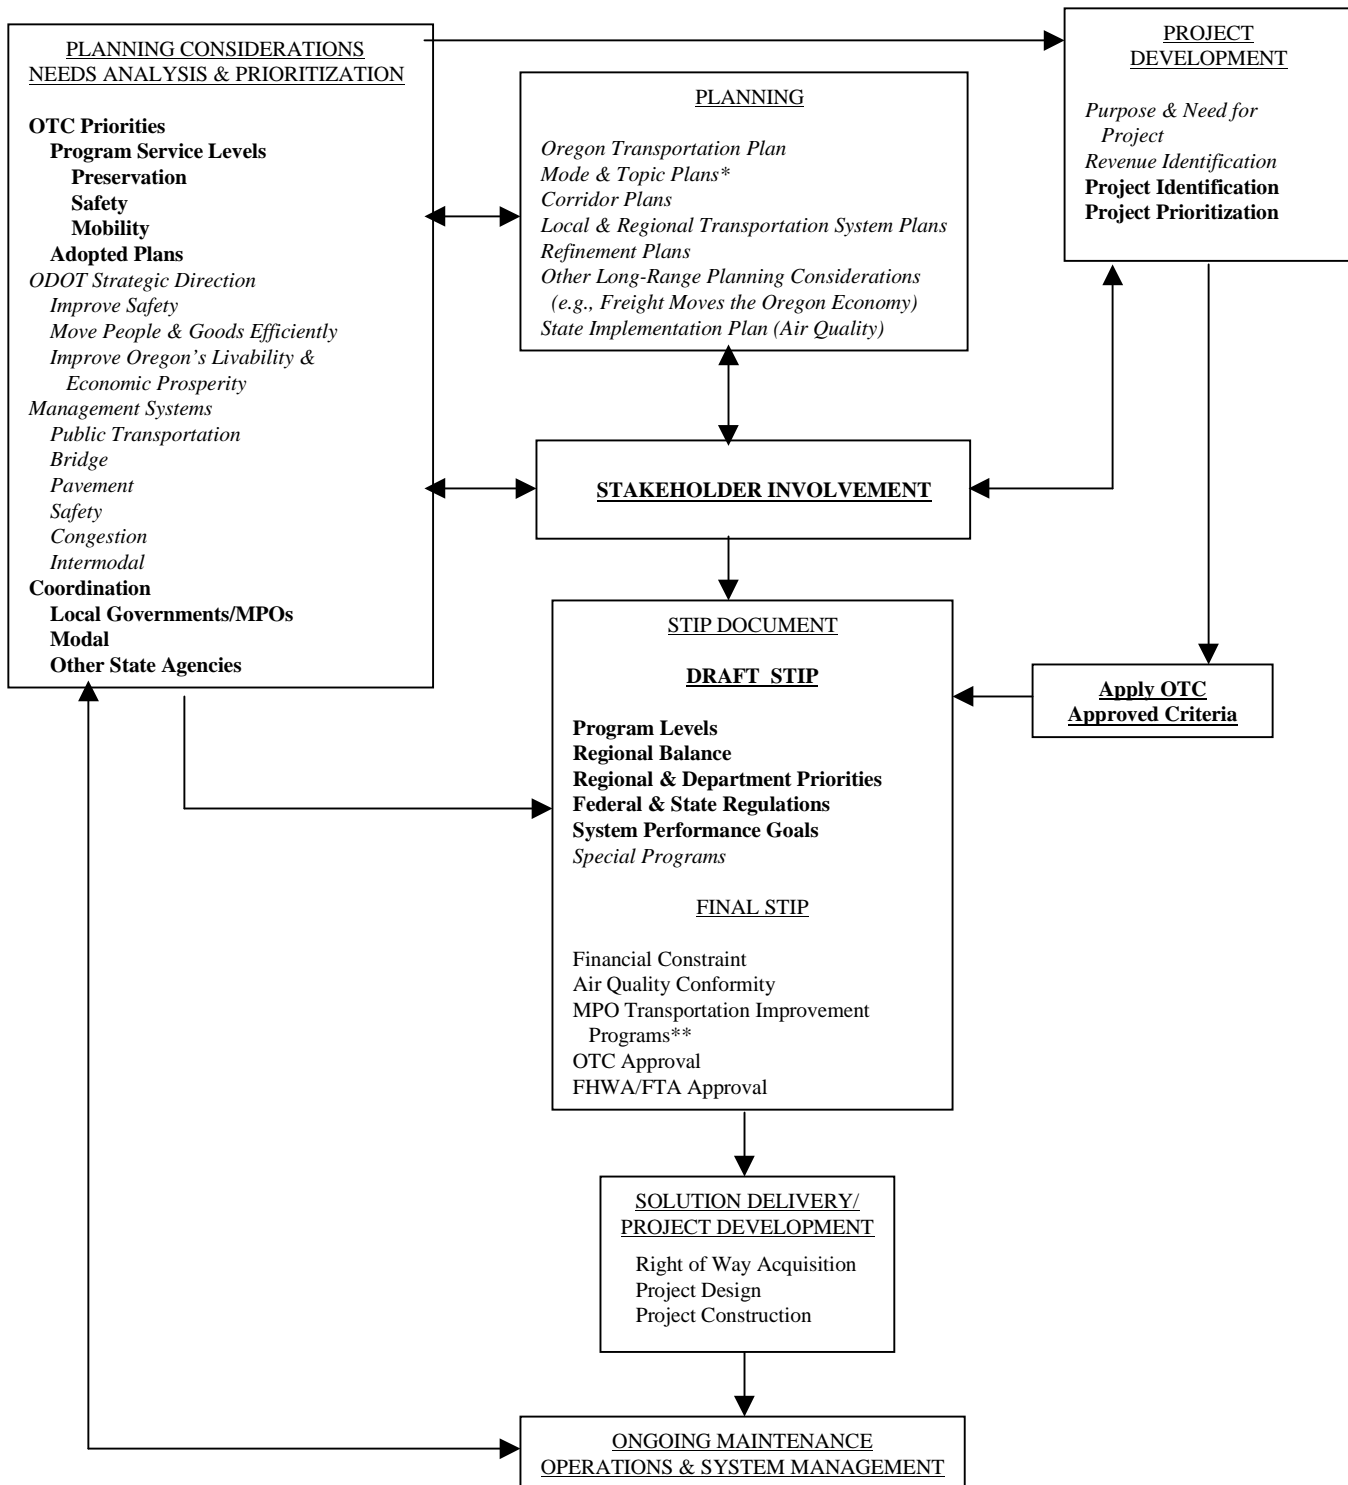 PLANNING CONSIDERATIONS
NEEDS ANALYSIS & PRIORITIZATION
OTC Priorities
Program Service Levels
Preservation
Safety
Mobility
Adopted Plans
ODOT Strategic Direction
Improve Safety
Move People & Goods Efficiently
Improve Oregon's Livability &
Economic Prosperity
Management Systems
Public Transportation
Bridge
Pavement
Safety
Congestion
Intermodal
Coordination
Local Governments/MPOs
Modal
Other State Agencies
PLANNING
Oregon Transportation Plan
Mode & Topic Plans*
Corridor Plans
Local & Regional Transportation System Plans
Refinement Plans
Other Long-Range Planning Considerations
(e.g., Freight Moves the Oregon Economy)
State Implementation Plan (Air Quality)
PROJECT
DEVELOPMENT
Purpose & Need for
Project
Revenue Identification
Project Identification
Project Prioritization
STAKEHOLDER INVOLVEMENT
Apply OTC
Approved Criteria
STIP DOCUMENT
DRAFT STIP
Program Levels
Regional Balance
Regional & Department Priorities
Federal & State Regulations
System Performance Goals
Special Programs
FINAL STIP
Financial Constraint
Air Quality Conformity
MPO Transportation Improvement
Programs**
OTC Approval
FHWA/FTA Approval
SOLUTION DELIVERY/
PROJECT DEVELOPMENT
Right of Way Acquisition
Project Design
Project Construction
ONGOING MAINTENANCE
OPERATIONS & SYSTEM MANAGEMENT